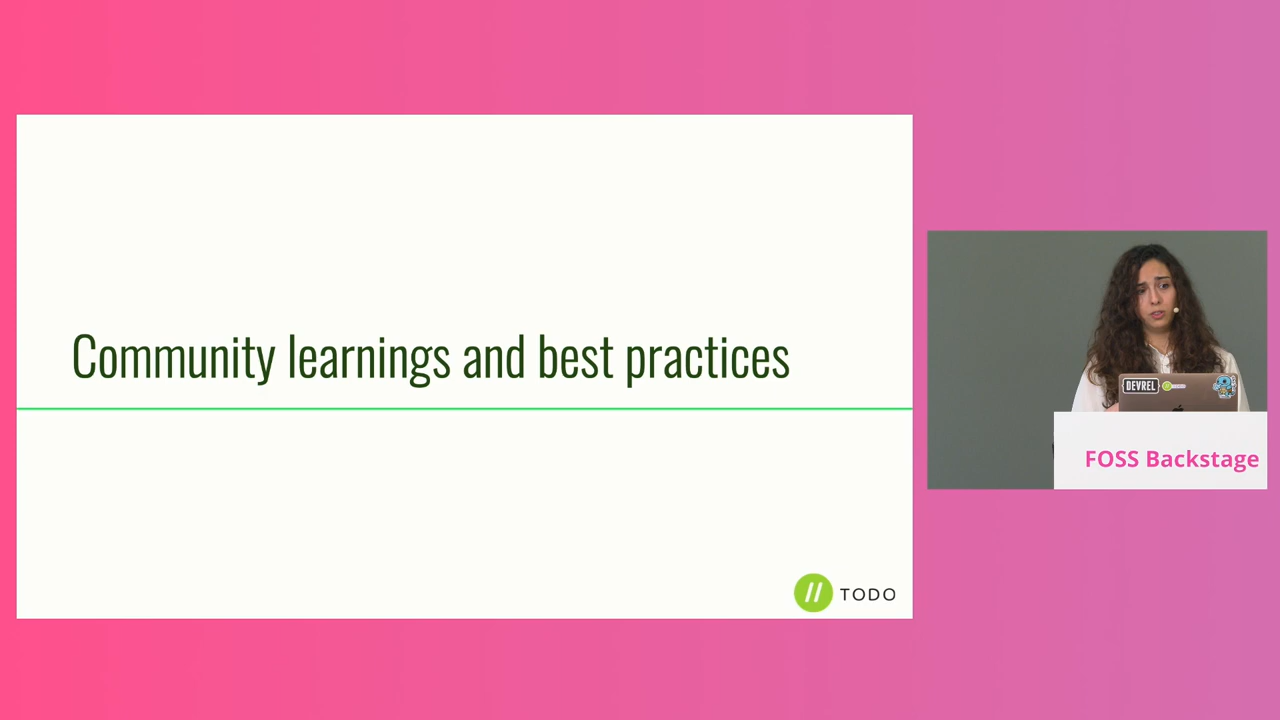 Community learnings and best practices
// TODO
DEVREL
FOSS Backstage